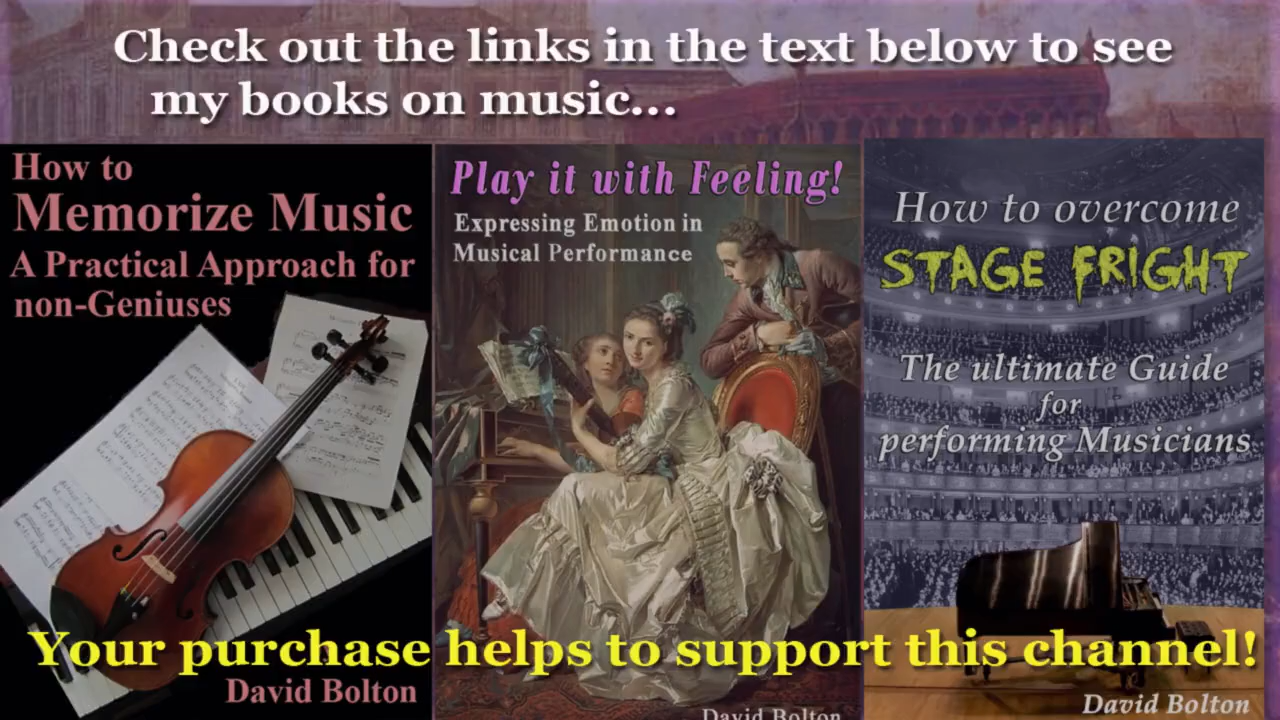 Check out the links in the text below to see
my books on music...
How to
Memorize Music
A Practical Approach for
non-Geniuses
Play it with Feeling!
Expressing Emotion in
Musical Performance
How to overcome
STAGE FRIGHT
The ultimate Guide
for
performing Musicians
Your purchase helps to support this channel!
David Bolton
David Bolton
David Bolton